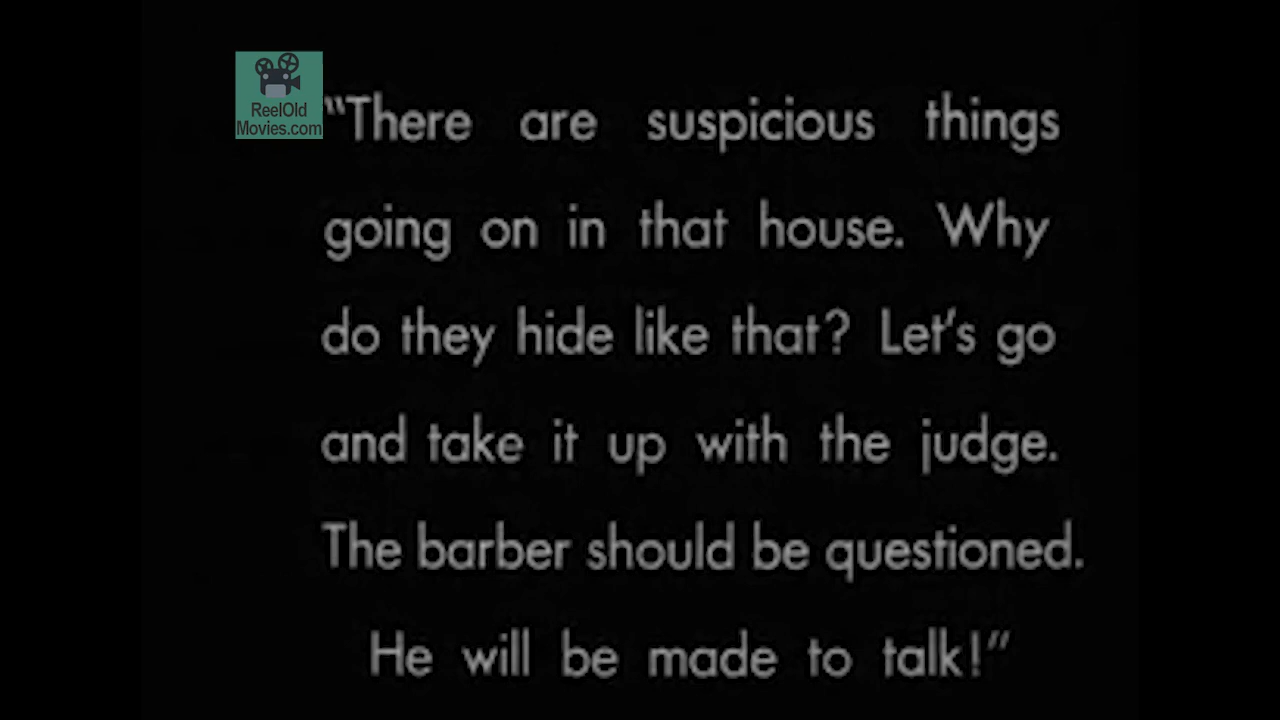 ReelOld
Movies.com
“There are suspicious things
going on in that house. Why
do they hide like that? Let’s go
and take it up with the judge.
The barber should be questioned.
He will be made to talk!”